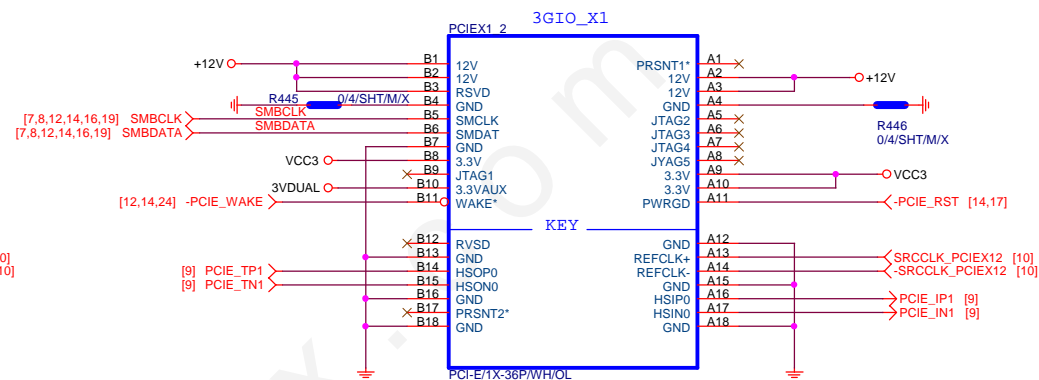 3GIO_X1
PCIEX1_2
+12V B1 12V PRSNT1* A1
B2 12V 12V A2 +12V
B3 RSVD 12V A3
R445 0/4/SHT/M/X B4 GND GND A4
[7,8,12,14,16,19] SMBCLK SMBCLK B5 SMCLK JTAG2 A5 R446
[7,8,12,14,16,19] SMBDATA SMBDATA B6 SMDAT JTAG3 A6 0/4/SHT/M/X
B7 GND JTAG4 A7
VCC3 B8 3.3V JYAG5 A8
B9 JTAG1 3.3V A9 VCC3
3VDUAL B10 3.3VAUX 3.3V A10
[12,14,24] -PCIE_WAKE B11 WAKE* PWRGD A11 -PCIE_RST [14,17]
KEY
B12 RVSD GND A12
0] B13 GND REFCLK+ A13 SRCCLK_PCIEX12 [10]
10] [9] PCIE_TP1 B14 HSOP0 REFCLK- A14 -SRCCLK_PCIEX12 [10]
[9] PCIE_TN1 B15 HSON0 GND A15
B16 GND HSIP0 A16 PCIE_IP1 [9]
B17 PRSNT2* HSIN0 A17 PCIE_IN1 [9]
B18 GND GND A18
PCI-E/1X-36P/WH/OL
x.com